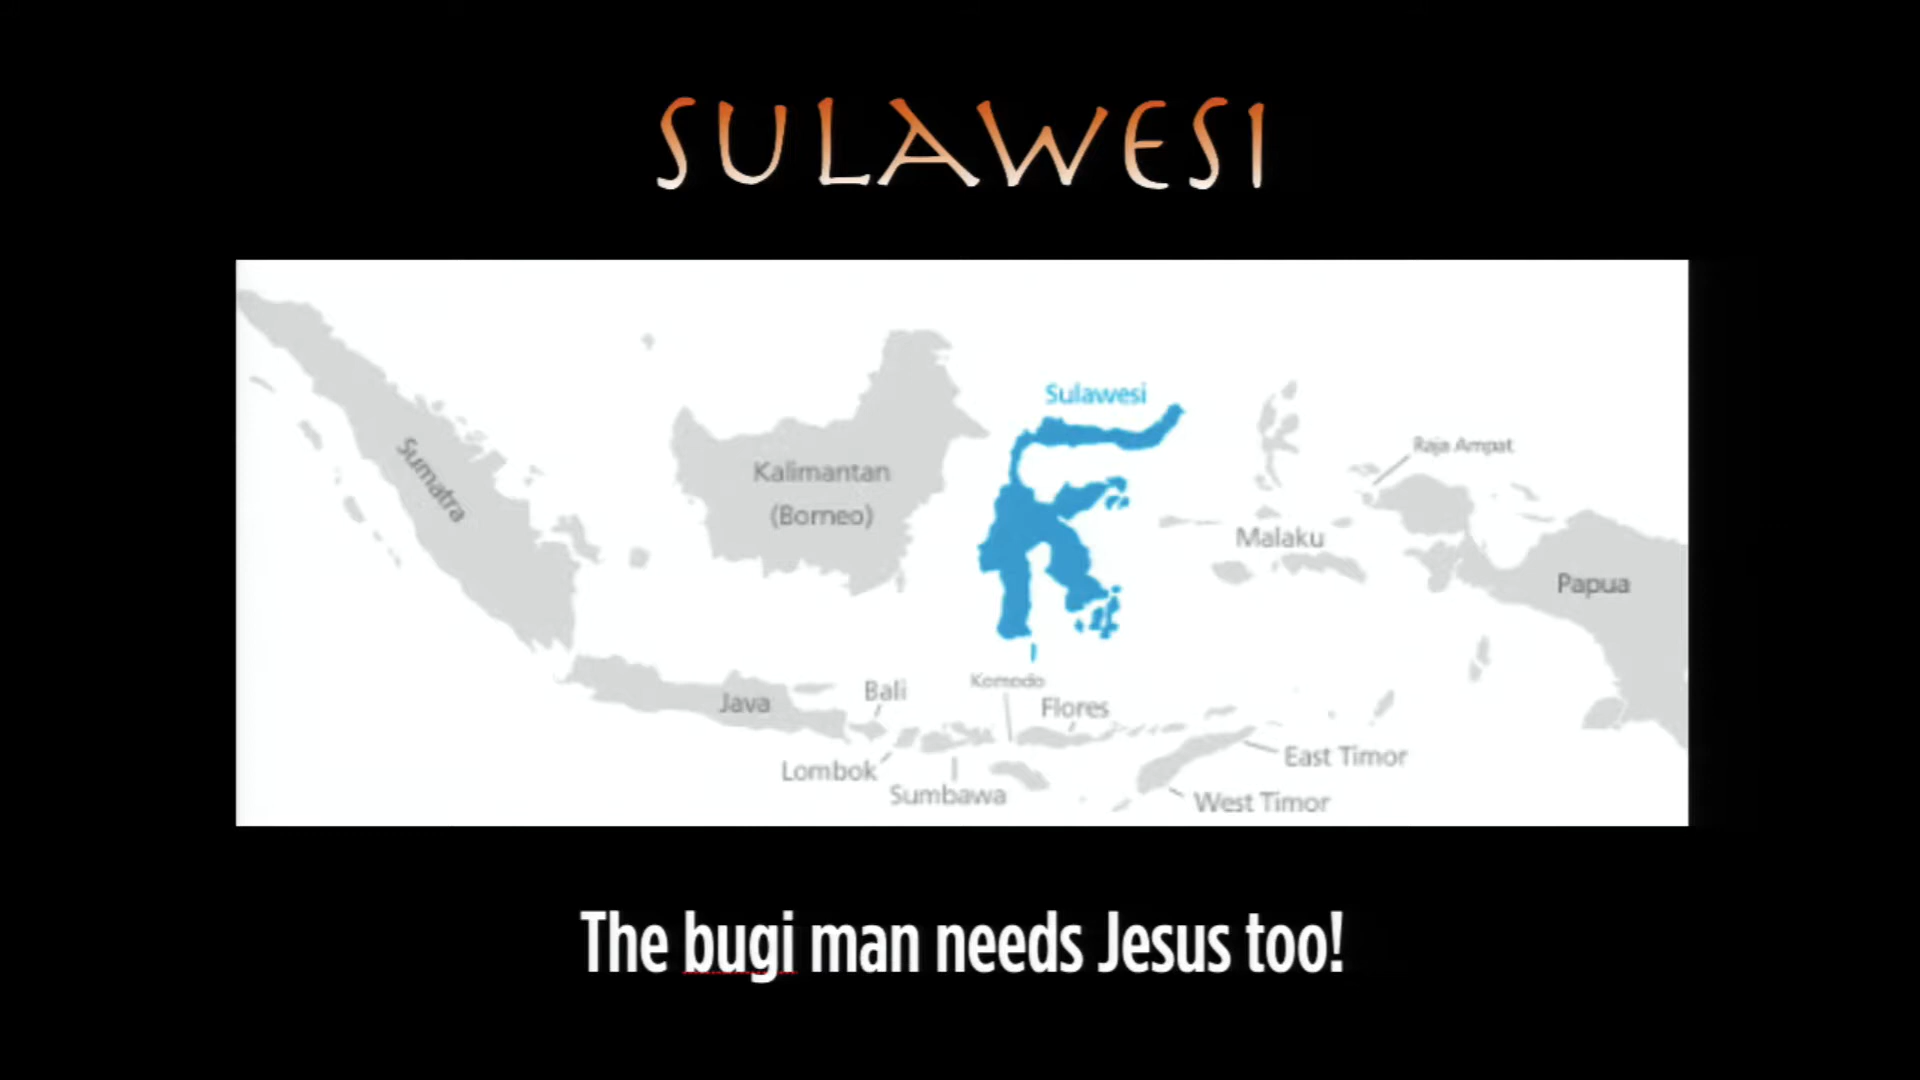 SULAWESI
Sulawesi
Raja Ampat
Sumatra
Kalimantan
(Borneo)
Malaku
Papua
Komodo
Bali
Java
Flores
East Timor
Lombok
Sumbawa
West Timor
The bugi man needs Jesus too!